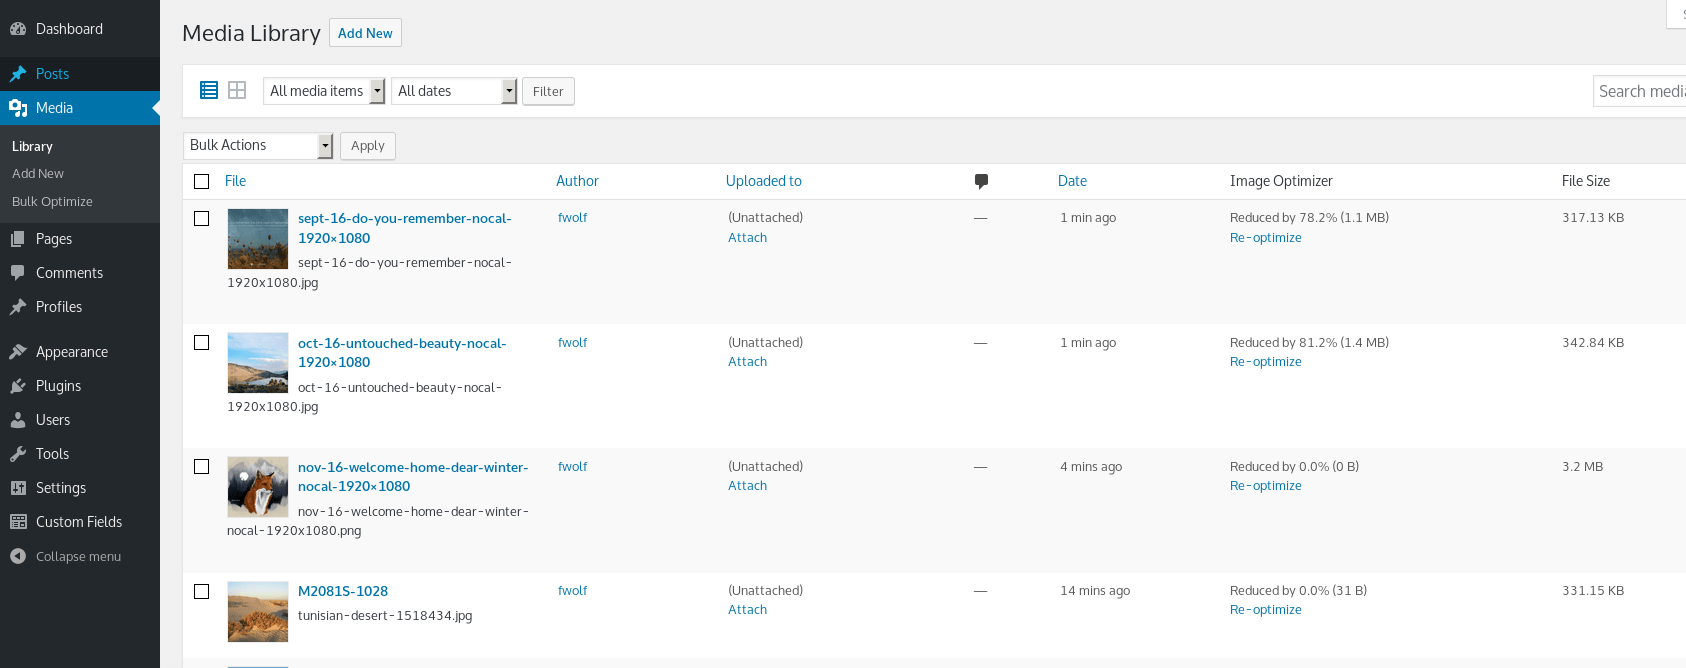 Dashboard
Posts
Media
Library
Add New
Bulk Optimize
Pages
Comments
Profiles
Appearance
Plugins
Users
Tools
Settings
Custom Fields
Collapse menu
Media Library Add New
All media items All dates Filter
Search media
Bulk Actions Apply
File Author Uploaded to Date Image Optimizer File Size
sept-16-do-you-remember-nocal- fwolf (Unattached) — 1 min ago Reduced by 78.2% (1.1 MB) 317.13 KB
1920×1080 Attach Re-optimize
sept-16-do-you-remember-nocal-
1920x1080.jpg
oct-16-untouched-beauty-nocal- fwolf (Unattached) — 1 min ago Reduced by 81.2% (1.4 MB) 342.84 KB
1920×1080 Attach Re-optimize
oct-16-untouched-beauty-nocal-
1920x1080.jpg
nov-16-welcome-home-dear-winter- fwolf (Unattached) — 4 mins ago Reduced by 0.0% (0 B) 3.2 MB
nocal-1920×1080 Attach Re-optimize
nov-16-welcome-home-dear-winter-
nocal-1920x1080.png
M2081S-1028 fwolf (Unattached) — 14 mins ago Reduced by 0.0% (31 B) 331.15 KB
Attach Re-optimize
tunisian-desert-1518434.jpg